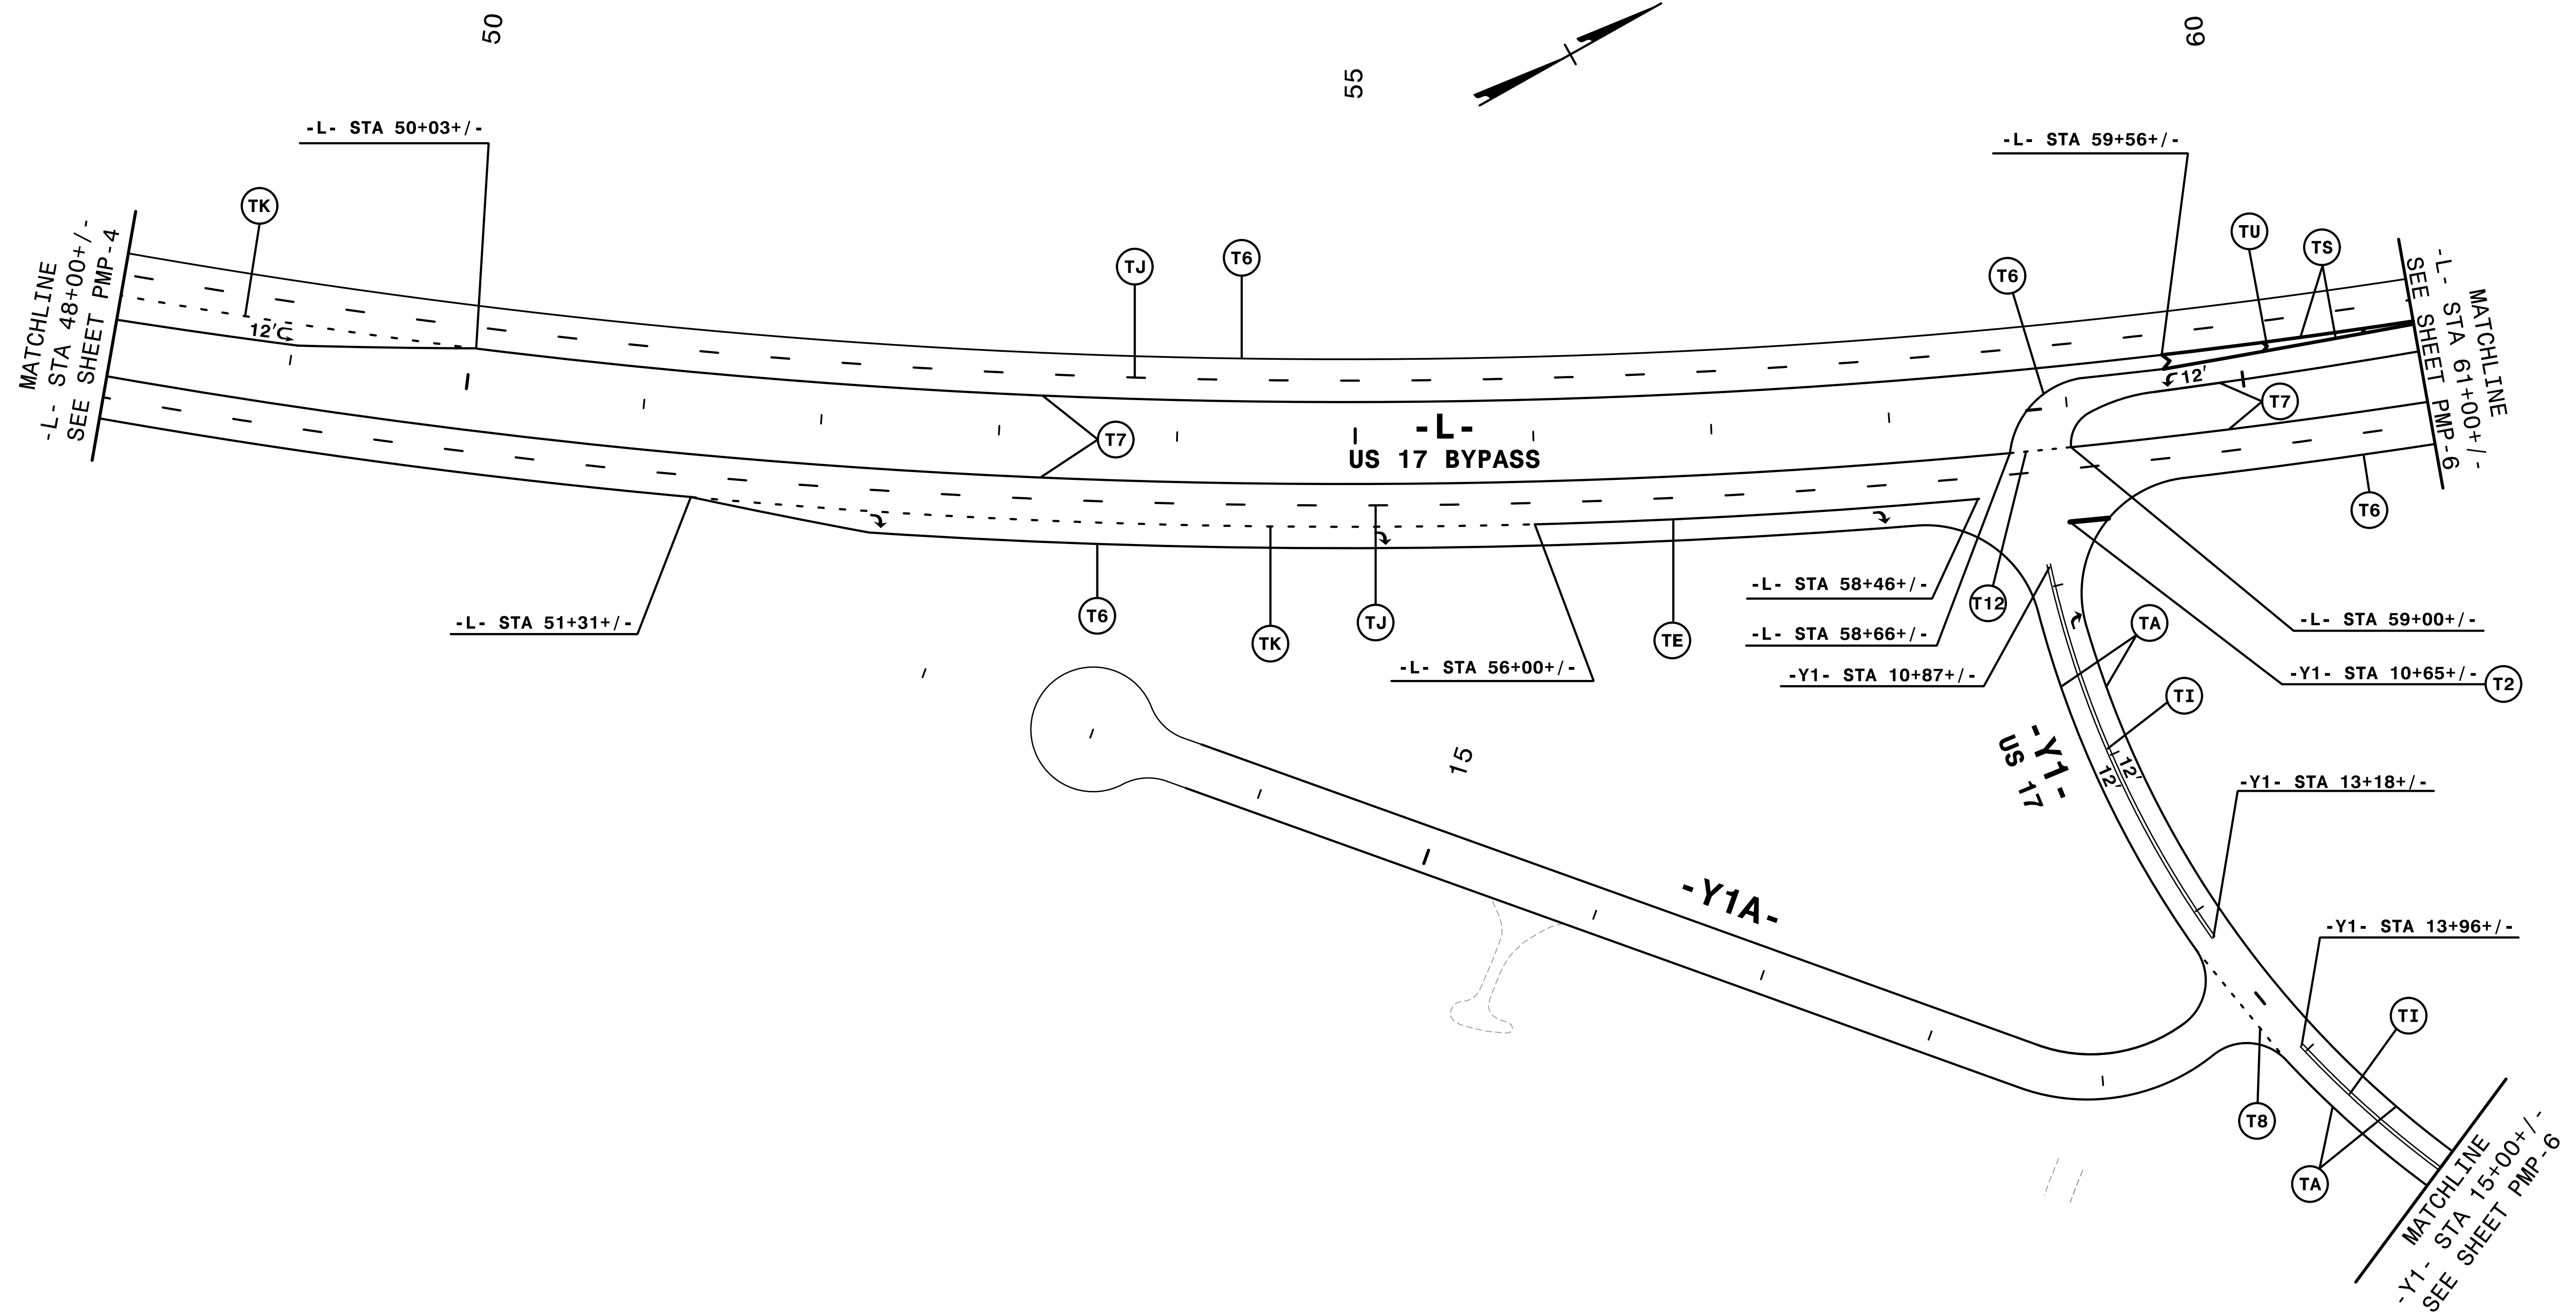 50
55
60
-L- STA 50+03+/-
-L- STA 59+56+/-
TK
TJ
T6
T6
TU
TS
MATCHLINE
-L- STA 48+00+/-
SEE SHEET PMP-4
12'
12'
T7
T7
-L-
US 17 BYPASS
MATCHLINE
-L- STA 61+00+/-
SEE SHEET PMP-6
T6
-L- STA 51+31+/-
T6
TK
TJ
TE
-L- STA 56+00+/-
-L- STA 58+46+/-
T12
-L- STA 58+66+/-
-Y1- STA 10+87+/-
-L- STA 59+00+/-
TA
-Y1- STA 10+65+/-
T2
TI
15
-Y1-
US 17
12'
12'
-Y1- STA 13+18+/-
-Y1A-
-Y1- STA 13+96+/-
TI
T8
TA
MATCHLINE
-Y1- STA 15+00+/-
SEE SHEET PMP-6